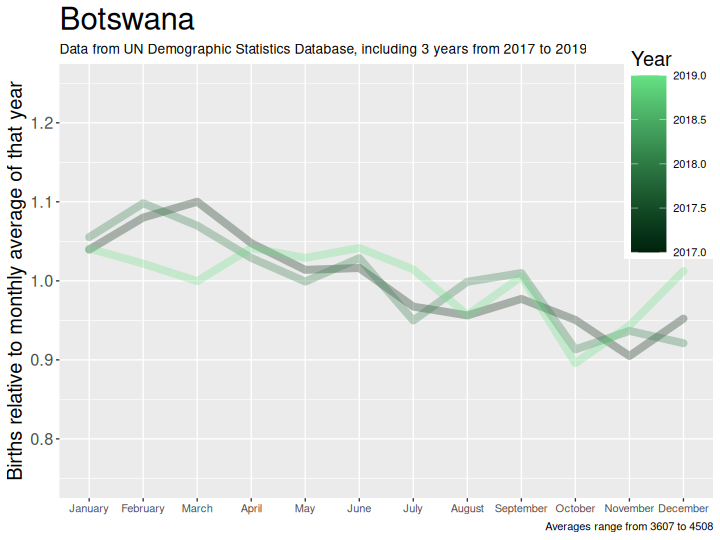 Botswana
Data from UN Demographic Statistics Database, including 3 years from 2017 to 2019
Year
2019.0
2018.5
2018.0
2017.5
2017.0
Births relative to monthly average of that year
1.2
1.1
1.0
0.9
0.8
January February March April May June July August September October November December
Averages range from 3607 to 4508